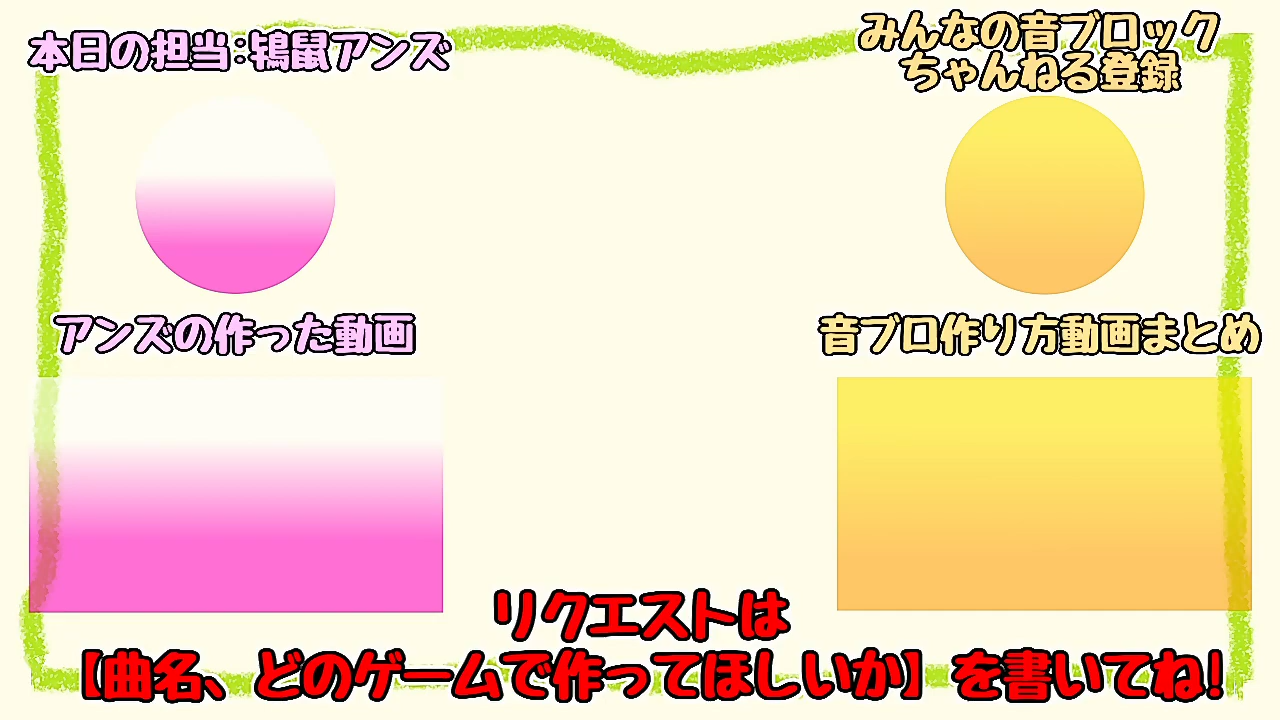 本日の担当:鴇鼠アンズ
みんなの音ブロック
ちゃんねる登録
アンズの作った動画
音ブロ作り方動画まとめ
リクエストは
【曲名、どのゲームで作ってほしいか】を書いてね!